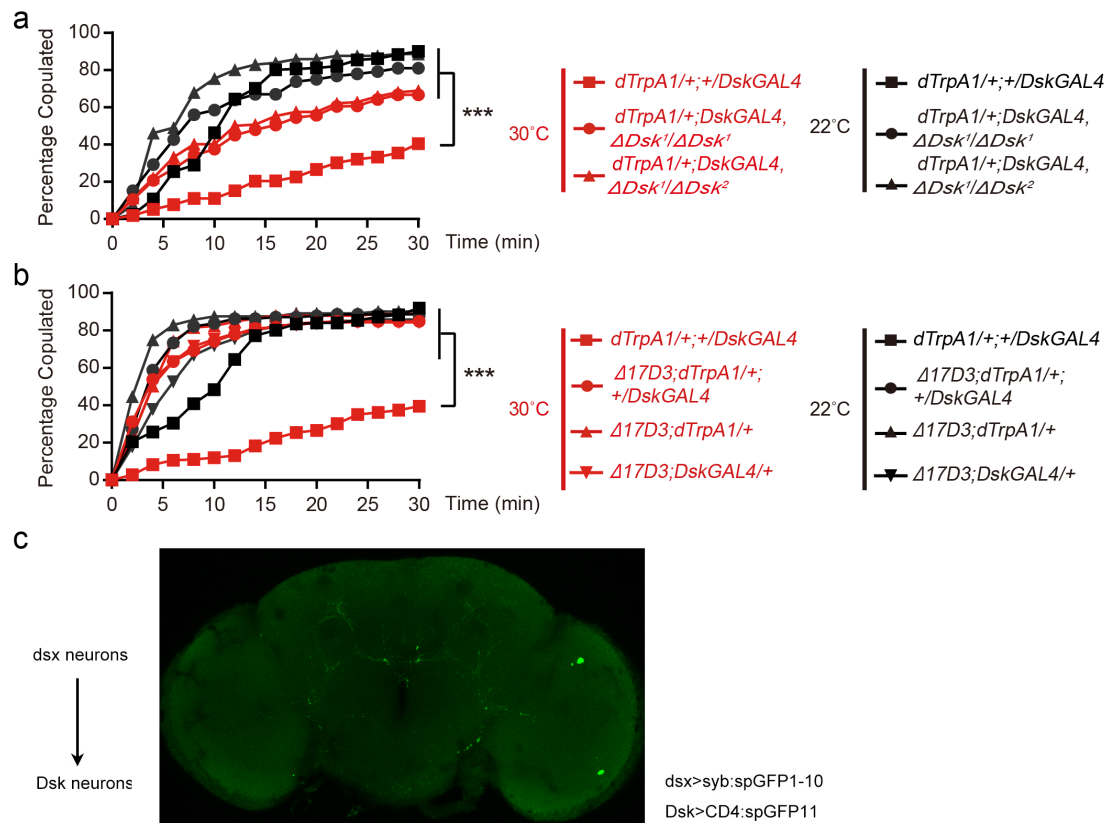 a
Percentage Copulated
100
80
60
40
20
0
0 5 10 15 20 25 30
Time (min)
***
30°C
dTrpA1/+;+/DskGAL4
dTrpA1/+;DskGAL4,
ΔDsk¹/ΔDsk¹
dTrpA1/+;DskGAL4,
ΔDsk¹/ΔDsk²
22°C
dTrpA1/+;+/DskGAL4
dTrpA1/+;DskGAL4,
ΔDsk¹/ΔDsk¹
dTrpA1/+;DskGAL4,
ΔDsk¹/ΔDsk²
b
Percentage Copulated
100
80
60
40
20
0
0 5 10 15 20 25 30
Time (min)
***
30°C
dTrpA1/+;+/DskGAL4
Δ17D3;dTrpA1/+;
+/DskGAL4
Δ17D3;dTrpA1/+
Δ17D3;DskGAL4/+
22°C
dTrpA1/+;+/DskGAL4
Δ17D3;dTrpA1/+;
+/DskGAL4
Δ17D3;dTrpA1/+
Δ17D3;DskGAL4/+
c
dsx neurons
Dsk neurons
dsx>syb:spGFP1-10
Dsk>CD4:spGFP11